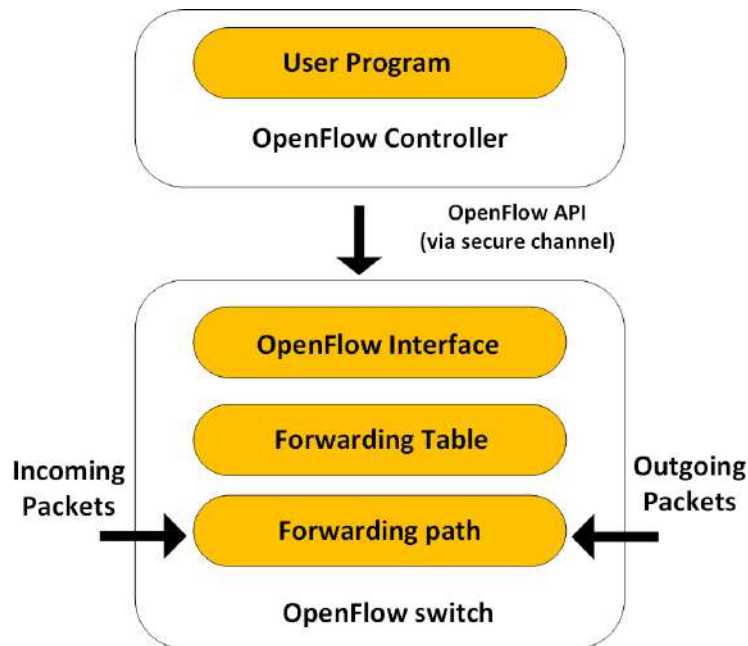 User Program
OpenFlow Controller
OpenFlow API
(via secure channel)
OpenFlow Interface
Forwarding Table
Incoming
Packets
Forwarding path
Outgoing
Packets
OpenFlow switch